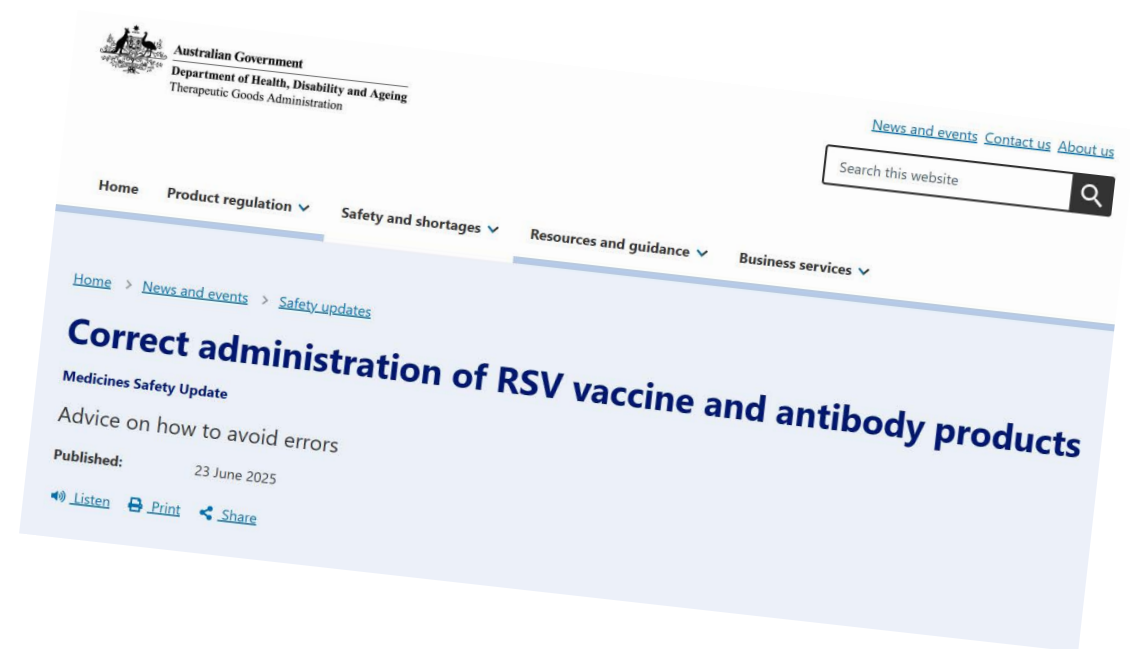 Australian Government
Department of Health, Disability and Ageing
Therapeutic Goods Administration
News and events Contact us About us
Search this website
Home Product regulation Safety and shortages Resources and guidance Business services
Home > News and events > Safety updates
Correct administration of RSV vaccine and antibody products
Medicines Safety Update
Advice on how to avoid errors
Published: 23 June 2025
Listen Print Share